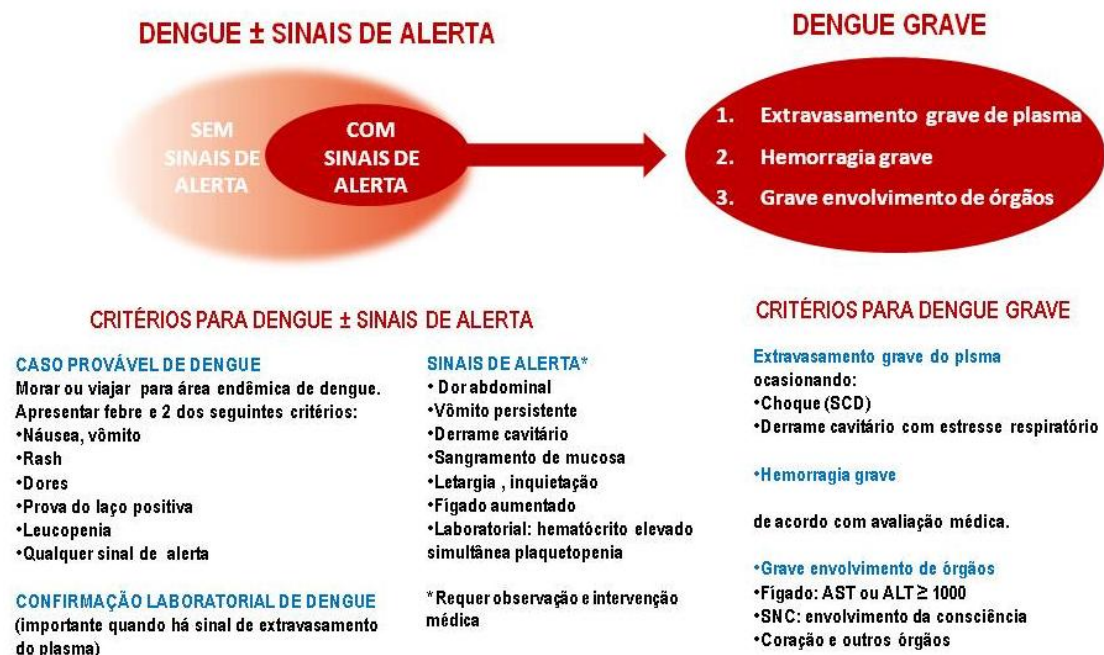 DENGUE ± SINAIS DE ALERTA
DENGUE GRAVE
SEM
SINAIS DE
ALERTA
COM
SINAIS DE
ALERTA
1. Extravasamento grave de plasma
2. Hemorragia grave
3. Grave envolvimento de órgãos
CRITÉRIOS PARA DENGUE ± SINAIS DE ALERTA
CASO PROVÁVEL DE DENGUE
Morar ou viajar para área endêmica de dengue.
Apresentar febre e 2 dos seguintes critérios:
•Náusea, vômito
•Rash
•Dores
•Prova do laço positiva
•Leucopenia
•Qualquer sinal de alerta
CONFIRMAÇÃO LABORATORIAL DE DENGUE
(importante quando há sinal de extravasamento
do plasma)
SINAIS DE ALERTA*
• Dor abdominal
•Vômito persistente
•Derrame cavitário
•Sangramento de mucosa
•Letargia , inquietação
•Fígado aumentado
•Laboratorial: hematócrito elevado
simultânea plaquetopenia
*Requer observação e intervenção
médica
CRITÉRIOS PARA DENGUE GRAVE
Extravasamento grave do plsma
ocasionando:
•Choque (SCD)
•Derrame cavitário com estresse respiratório
•Hemorragia grave
de acordo com avaliação médica.
•Grave envolvimento de órgãos
•Fígado: AST ou ALT ≥ 1000
•SNC: envolvimento da consciência
•Coração e outros órgãos